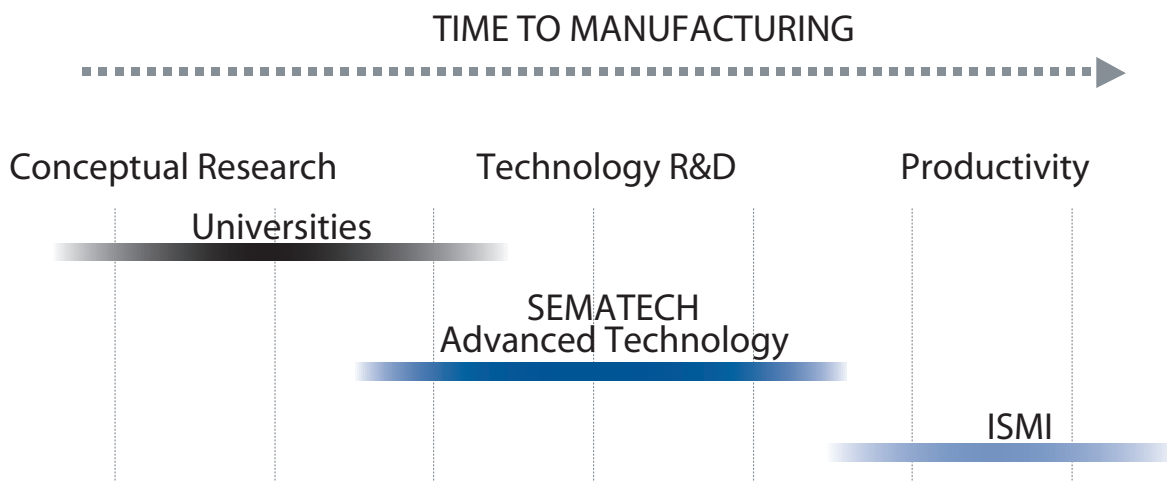 TIME TO MANUFACTURING
Conceptual Research
Technology R&D
Productivity
Universities
SEMATECH
Advanced Technology
ISMI